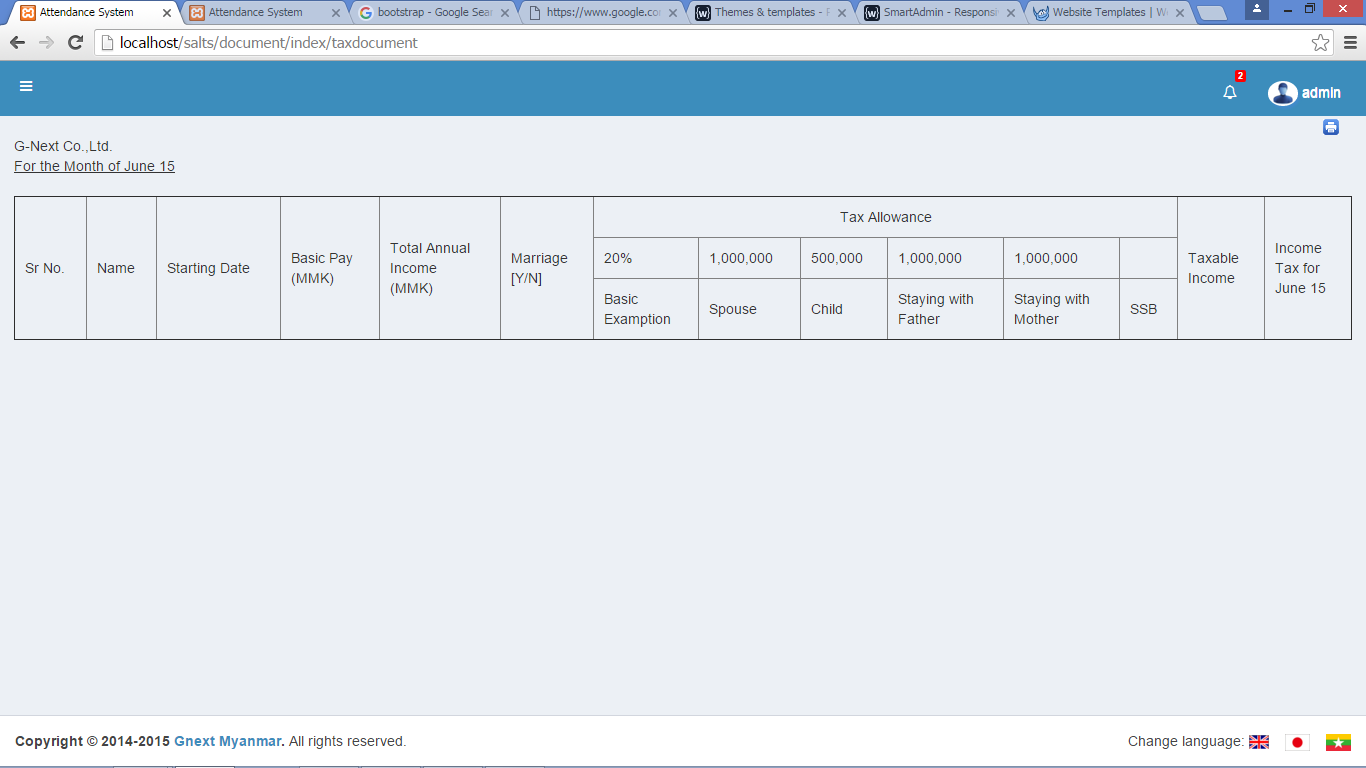 Attendance System
Attendance System
bootstrap - Google Sear
https://www.google.co
Themes & templates -
SmartAdmin - Responsi
Website Templates | W
localhost/salts/document/index/taxdocument
2
admin
G-Next Co.,Ltd.
For the Month of June 15
Tax Allowance
Sr No.
Name
Starting Date
Basic Pay
(MMK)
Total Annual
Income
(MMK)
Marriage
[Y/N]
20%
1,000,000
500,000
1,000,000
1,000,000
Taxable
Income
Income
Tax for
June 15
Basic
Examption
Spouse
Child
Staying with
Father
Staying with
Mother
SSB
Copyright © 2014-2015 Gnext Myanmar. All rights reserved.
Change language: